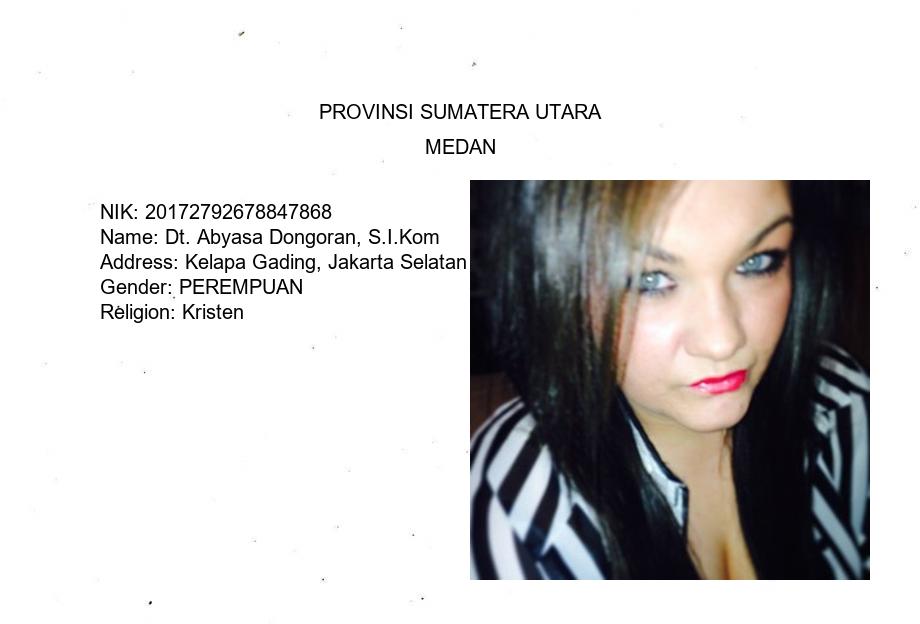 PROVINSI SUMATERA UTARA
MEDAN
NIK: 20172792678847868
Name: Dt. Abyasa Dongoran, S.I.Kom
Address: Kelapa Gading, Jakarta Selatan
Gender: PEREMPUAN
Religion: Kristen